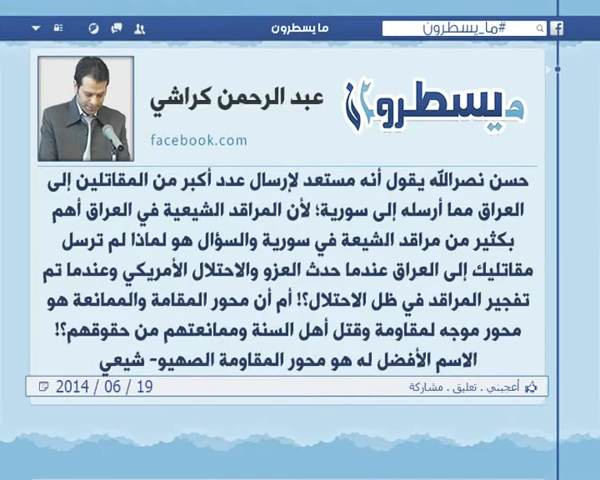 ما يسطرون
#ما_يسطرون
ما يسطرون
عبد الرحمن كراشي
facebook.com
حسن نصرالله يقول أنه مستعد لإرسال عدد أكبر من المقاتلين إلى
العراق مما أرسله إلى سورية؛ لأن المراقد الشيعية في العراق أهم
بكثير من مراقد الشيعة في سورية والسؤال هو لماذا لم ترسل
مقاتليك إلى العراق عندما حدث العزو والاحتلال الأمريكي وعندما تم
تفجير المراقد في ظل الاحتلال؟! أم أن محور المقامة والممانعة هو
محور موجه لمقاومة وقتل أهل السنة وممانعتهم من حقوقهم؟!
الاسم الأفضل له هو محور المقاومة الصهيو- شيعي
أعجبني . تعليق . مشاركة
2014 / 06 / 19